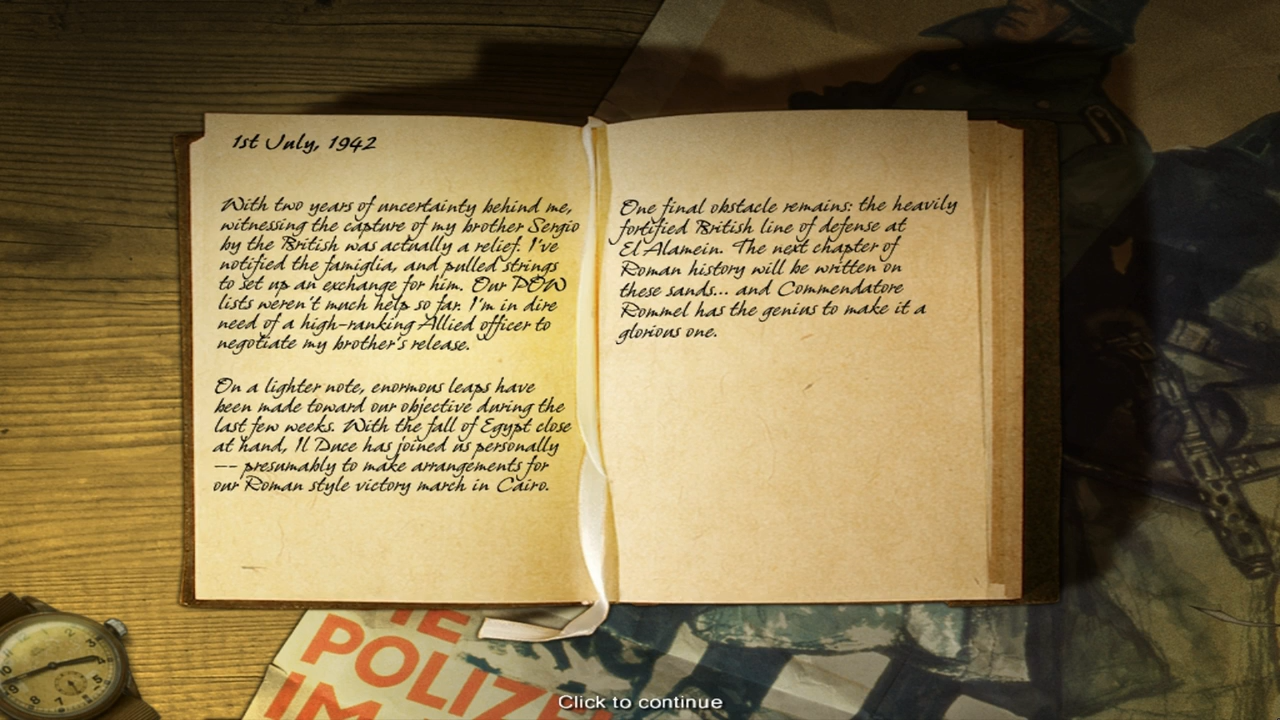 1st July, 1942
With two years of uncertainty behind me,
witnessing the capture of my brother Sergio
by the British was actually a relief. I've
notified the famiglia, and pulled strings
to set up an exchange for him. Our POW
lists weren't much help so far. I'm in dire
need of a high-ranking Allied officer to
negotiate my brother's release.
On a lighter note, enormous leaps have
been made toward our objective during the
last few weeks. With the fall of Egypt close
at hand, Il Duce has joined us personally
-- presumably to make arrangements for
our Roman style victory march in Cairo.
One final obstacle remains: the heavily
fortified British line of defense at
El Alamein. The next chapter of
Roman history will be written on
these sands... and Commendatore
Rommel has the genius to make it a
glorious one.
POLIZE
IM
Click to continue